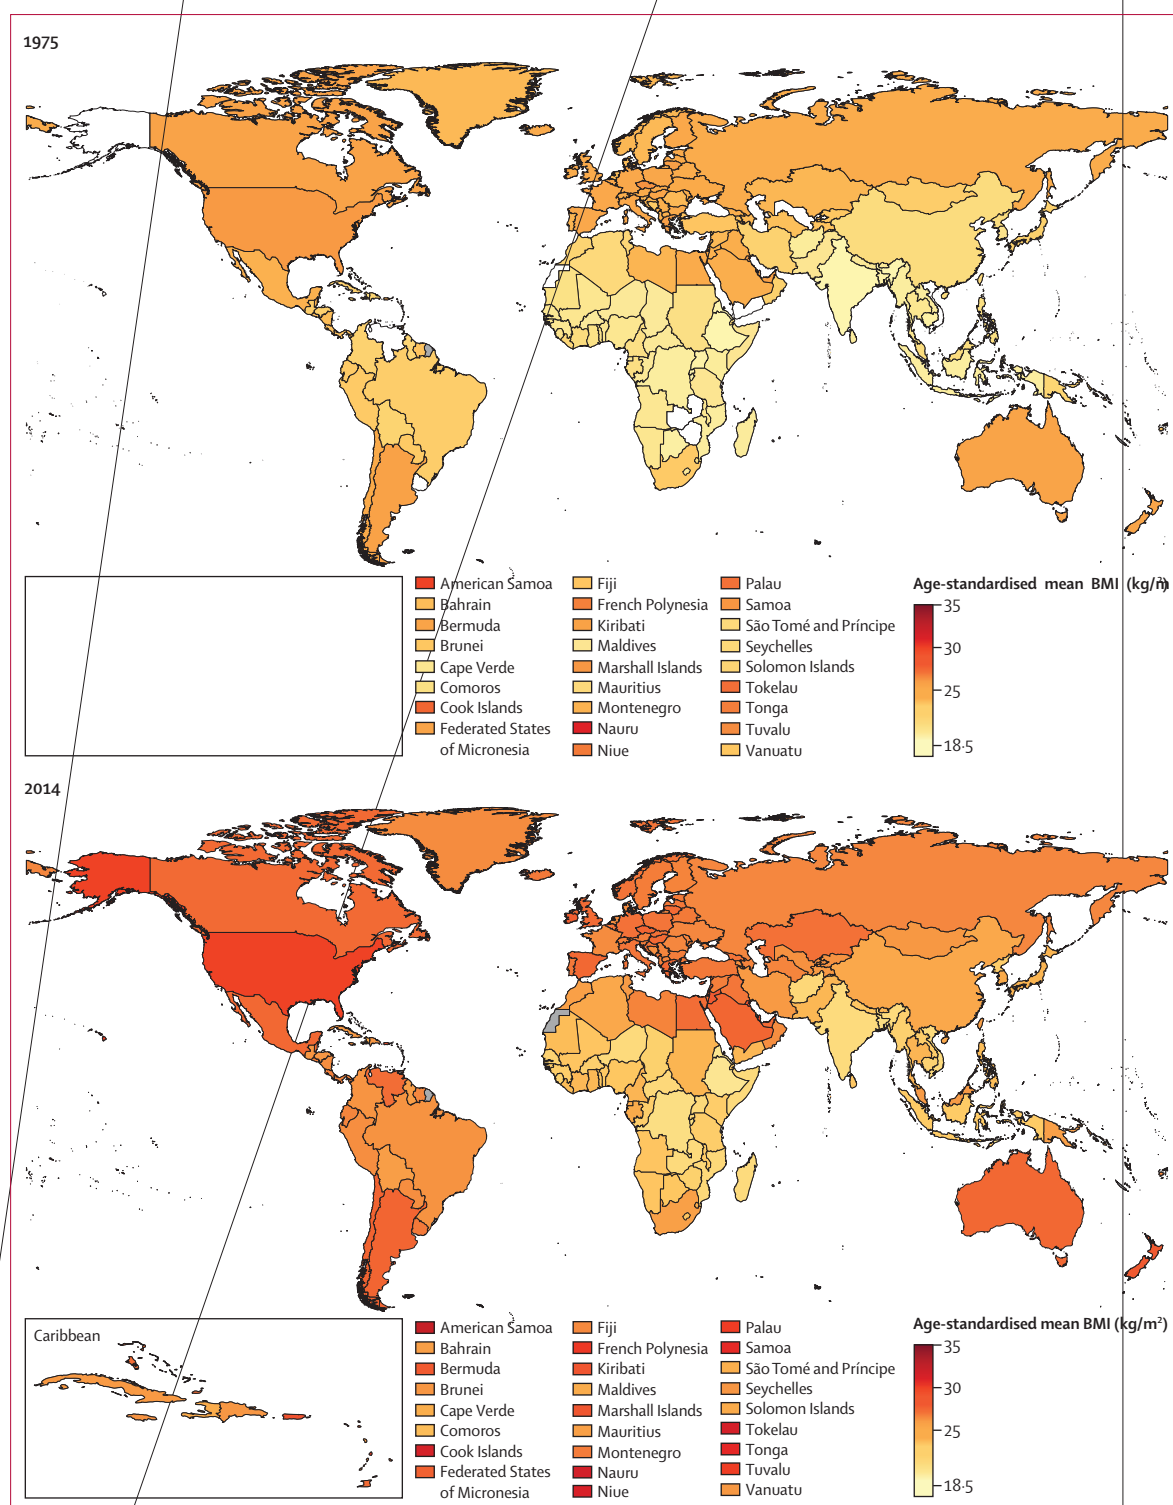 1975
American Samoa
Bahrain
Bermuda
Brunei
Cape Verde
Comoros
Cook Islands
Federated States
of Micronesia
Fiji
French Polynesia
Kiribati
Maldives
Marshall Islands
Mauritius
Montenegro
Nauru
Niue
Palau
Samoa
São Tomé and Príncipe
Seychelles
Solomon Islands
Tokelau
Tonga
Tuvalu
Vanuatu
Age-standardised mean BMI (kg/m²)
35
30
25
18·5
2014
Caribbean
American Samoa
Bahrain
Bermuda
Brunei
Cape Verde
Comoros
Cook Islands
Federated States
of Micronesia
Fiji
French Polynesia
Kiribati
Maldives
Marshall Islands
Mauritius
Montenegro
Nauru
Niue
Palau
Samoa
São Tomé and Príncipe
Seychelles
Solomon Islands
Tokelau
Tonga
Tuvalu
Vanuatu
Age-standardised mean BMI (kg/m²)
35
30
25
18·5